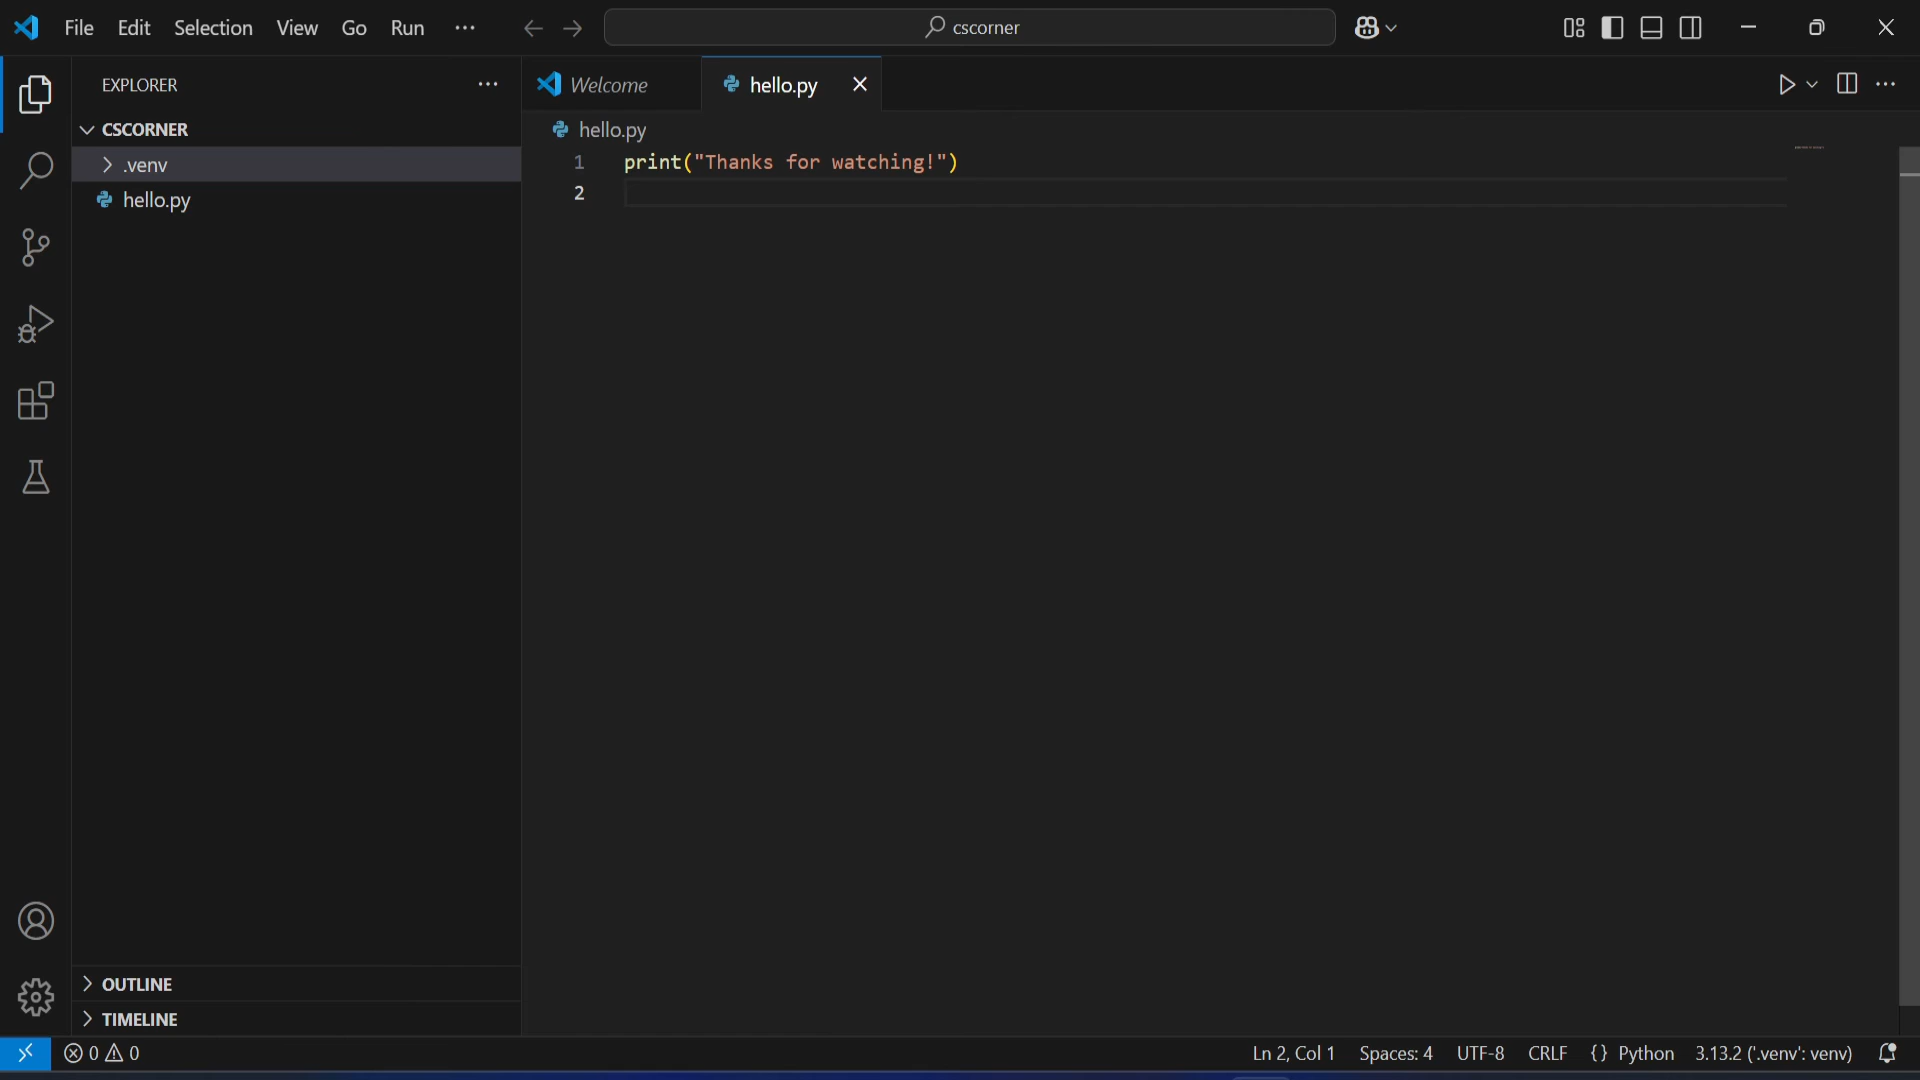 File Edit Selection View Go Run
cscorner
EXPLORER
Welcome
hello.py
CSCORNER
hello.py
.venv
1 print("Thanks for watching!")
hello.py
2
OUTLINE
TIMELINE
0 0
Ln 2, Col 1 Spaces: 4 UTF-8 CRLF {} Python 3.13.2 ('.venv': venv)